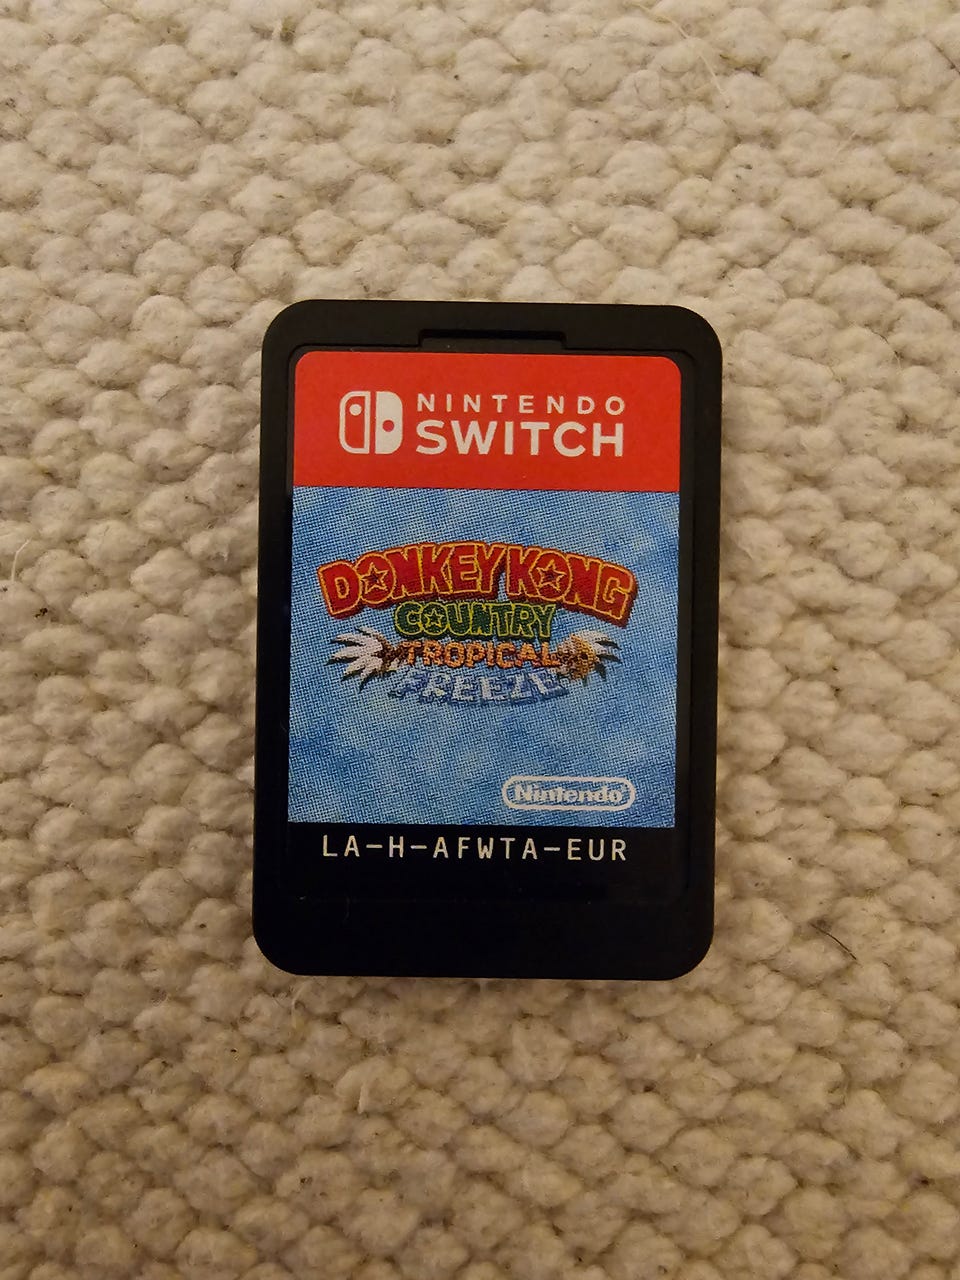 NINTENDO
SWITCH
DONKEY KONG
COUNTRY
TROPICAL
FREEZE
Nintendo
LA-H-AFWTA-EUR